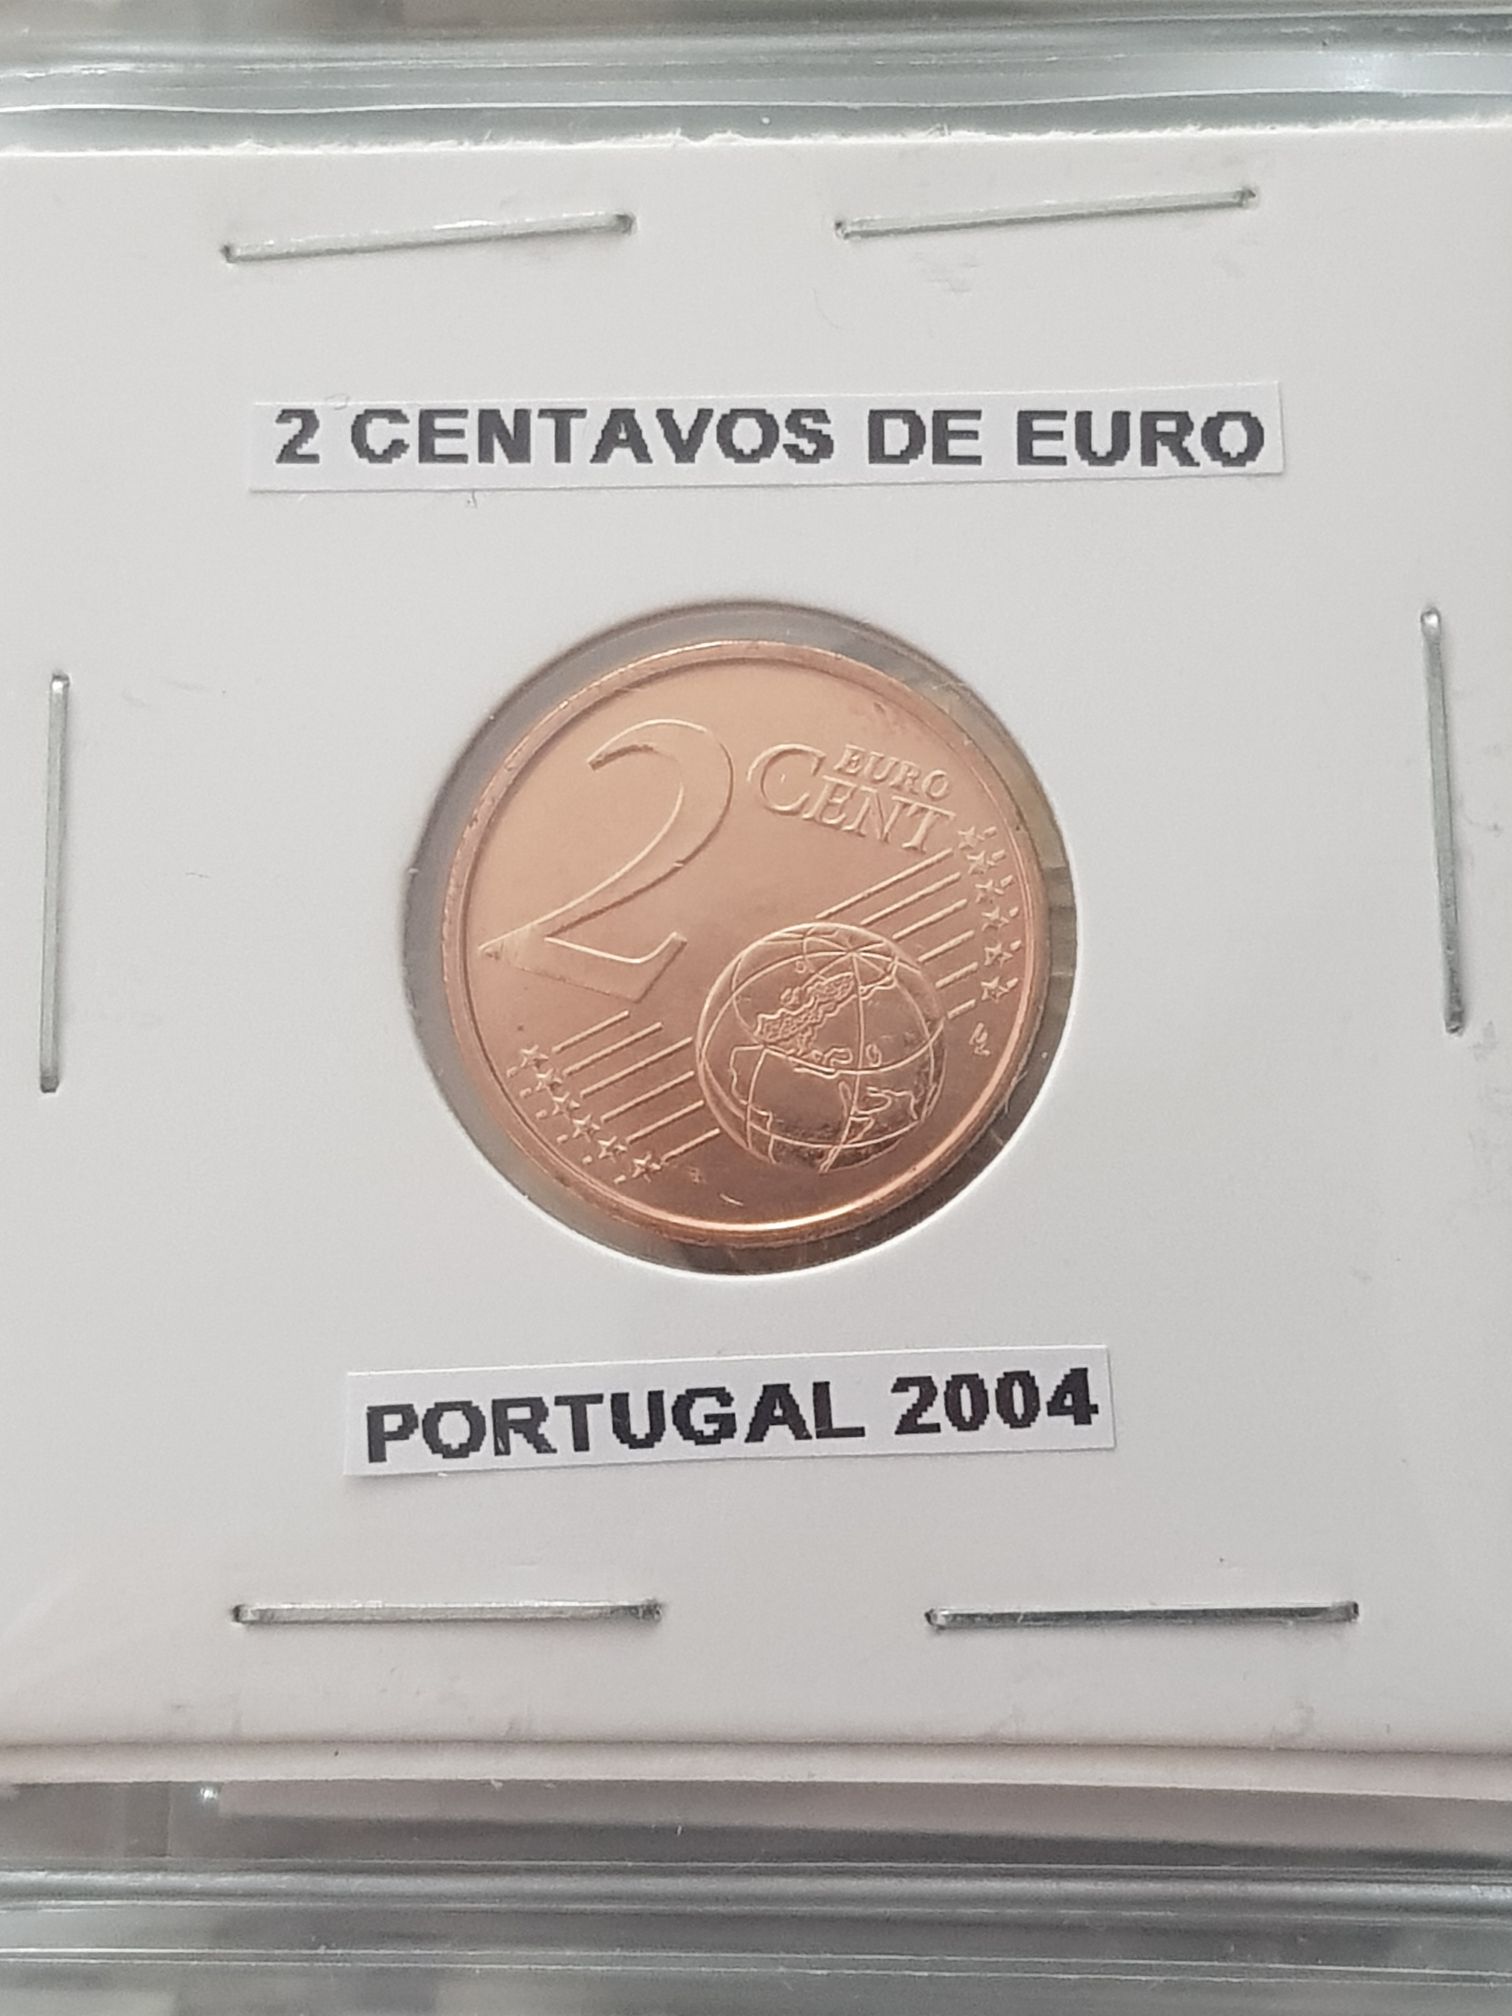 2 CENTAVOS DE EURO
2 EURO
CENT
PORTUGAL 2004